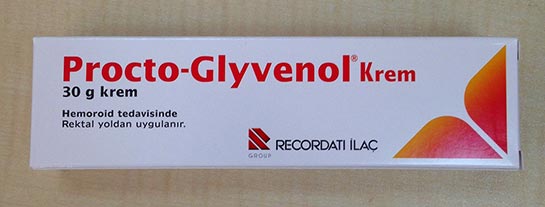 Procto-Glyvenol® Krem
30 g krem
Hemoroid tedavisinde
Rektal yoldan uygulanır.
RECORDATI İLAÇ
GROUP